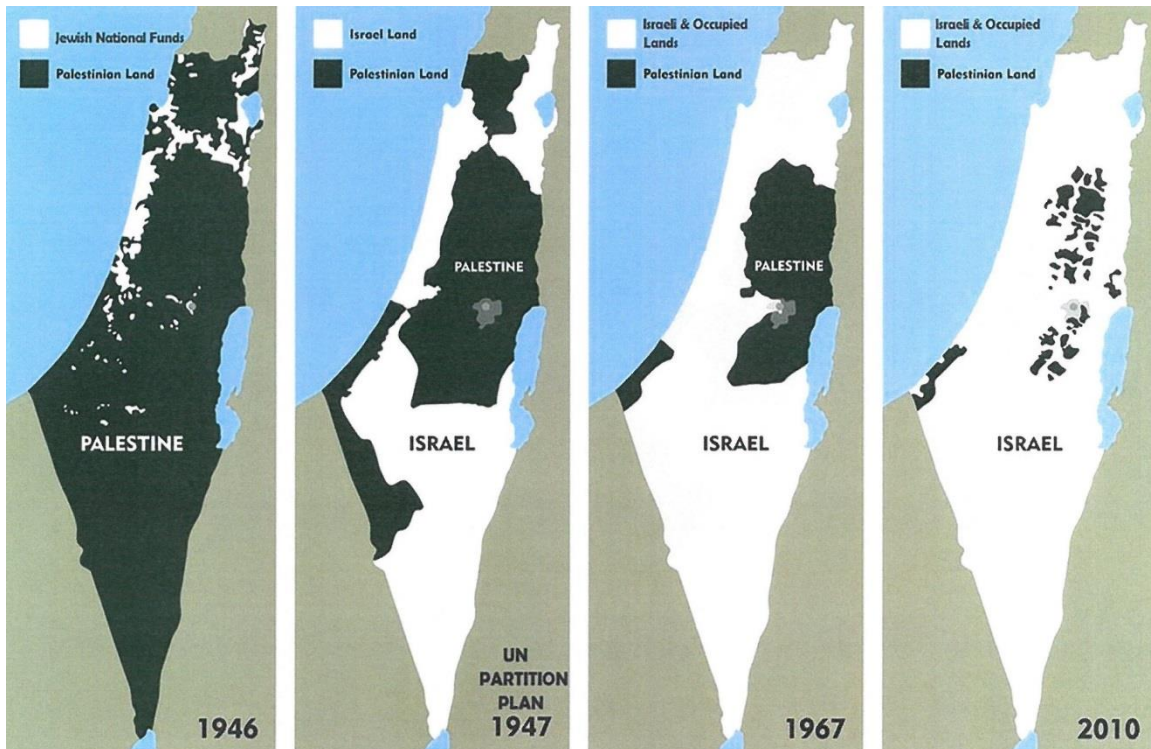 Jewish National Funds
Palestinian Land
PALESTINE
1946
Israel Land
Palestinian Land
PALESTINE
ISRAEL
UN
PARTITION
PLAN
1947
Israeli & Occupied
Lands
Palestinian Land
PALESTINE
ISRAEL
1967
Israeli & Occupied
Lands
Palestinian Land
ISRAEL
2010